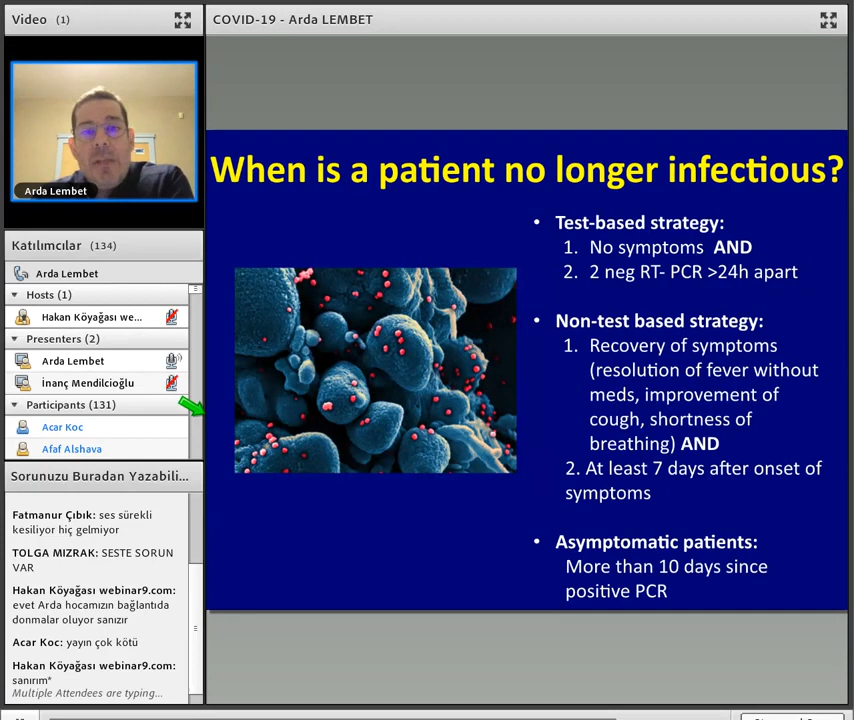 Video (1)
Arda Lembet
Katılımcılar (134)
Arda Lembet
Hosts (1)
Hakan Köyağası we...
Presenters (2)
Arda Lembet
İnanç Mendilcioğlu
Participants (131)
Acar Koc
Afaf Alshava
Sorunuzu Buradan Yazabili...
Fatmanur Çıbık: ses sürekli
kesiliyor hiç gelmiyor
TOLGA MIZRAK: SESTE SORUN
VAR
Hakan Köyağası webinar9.com:
evet Arda hocamızın bağlantıda
donmalar oluyor sanızır
Acar Koc: yayın çok kötü
Hakan Köyağası webinar9.com:
sanırım*
Multiple Attendees are typing...
COVID-19 - Arda LEMBET
When is a patient no longer infectious?
• Test-based strategy:
1. No symptoms AND
2. 2 neg RT- PCR >24h apart
• Non-test based strategy:
1. Recovery of symptoms
(resolution of fever without
meds, improvement of
cough, shortness of
breathing) AND
2. At least 7 days after onset of
symptoms
• Asymptomatic patients:
More than 10 days since
positive PCR